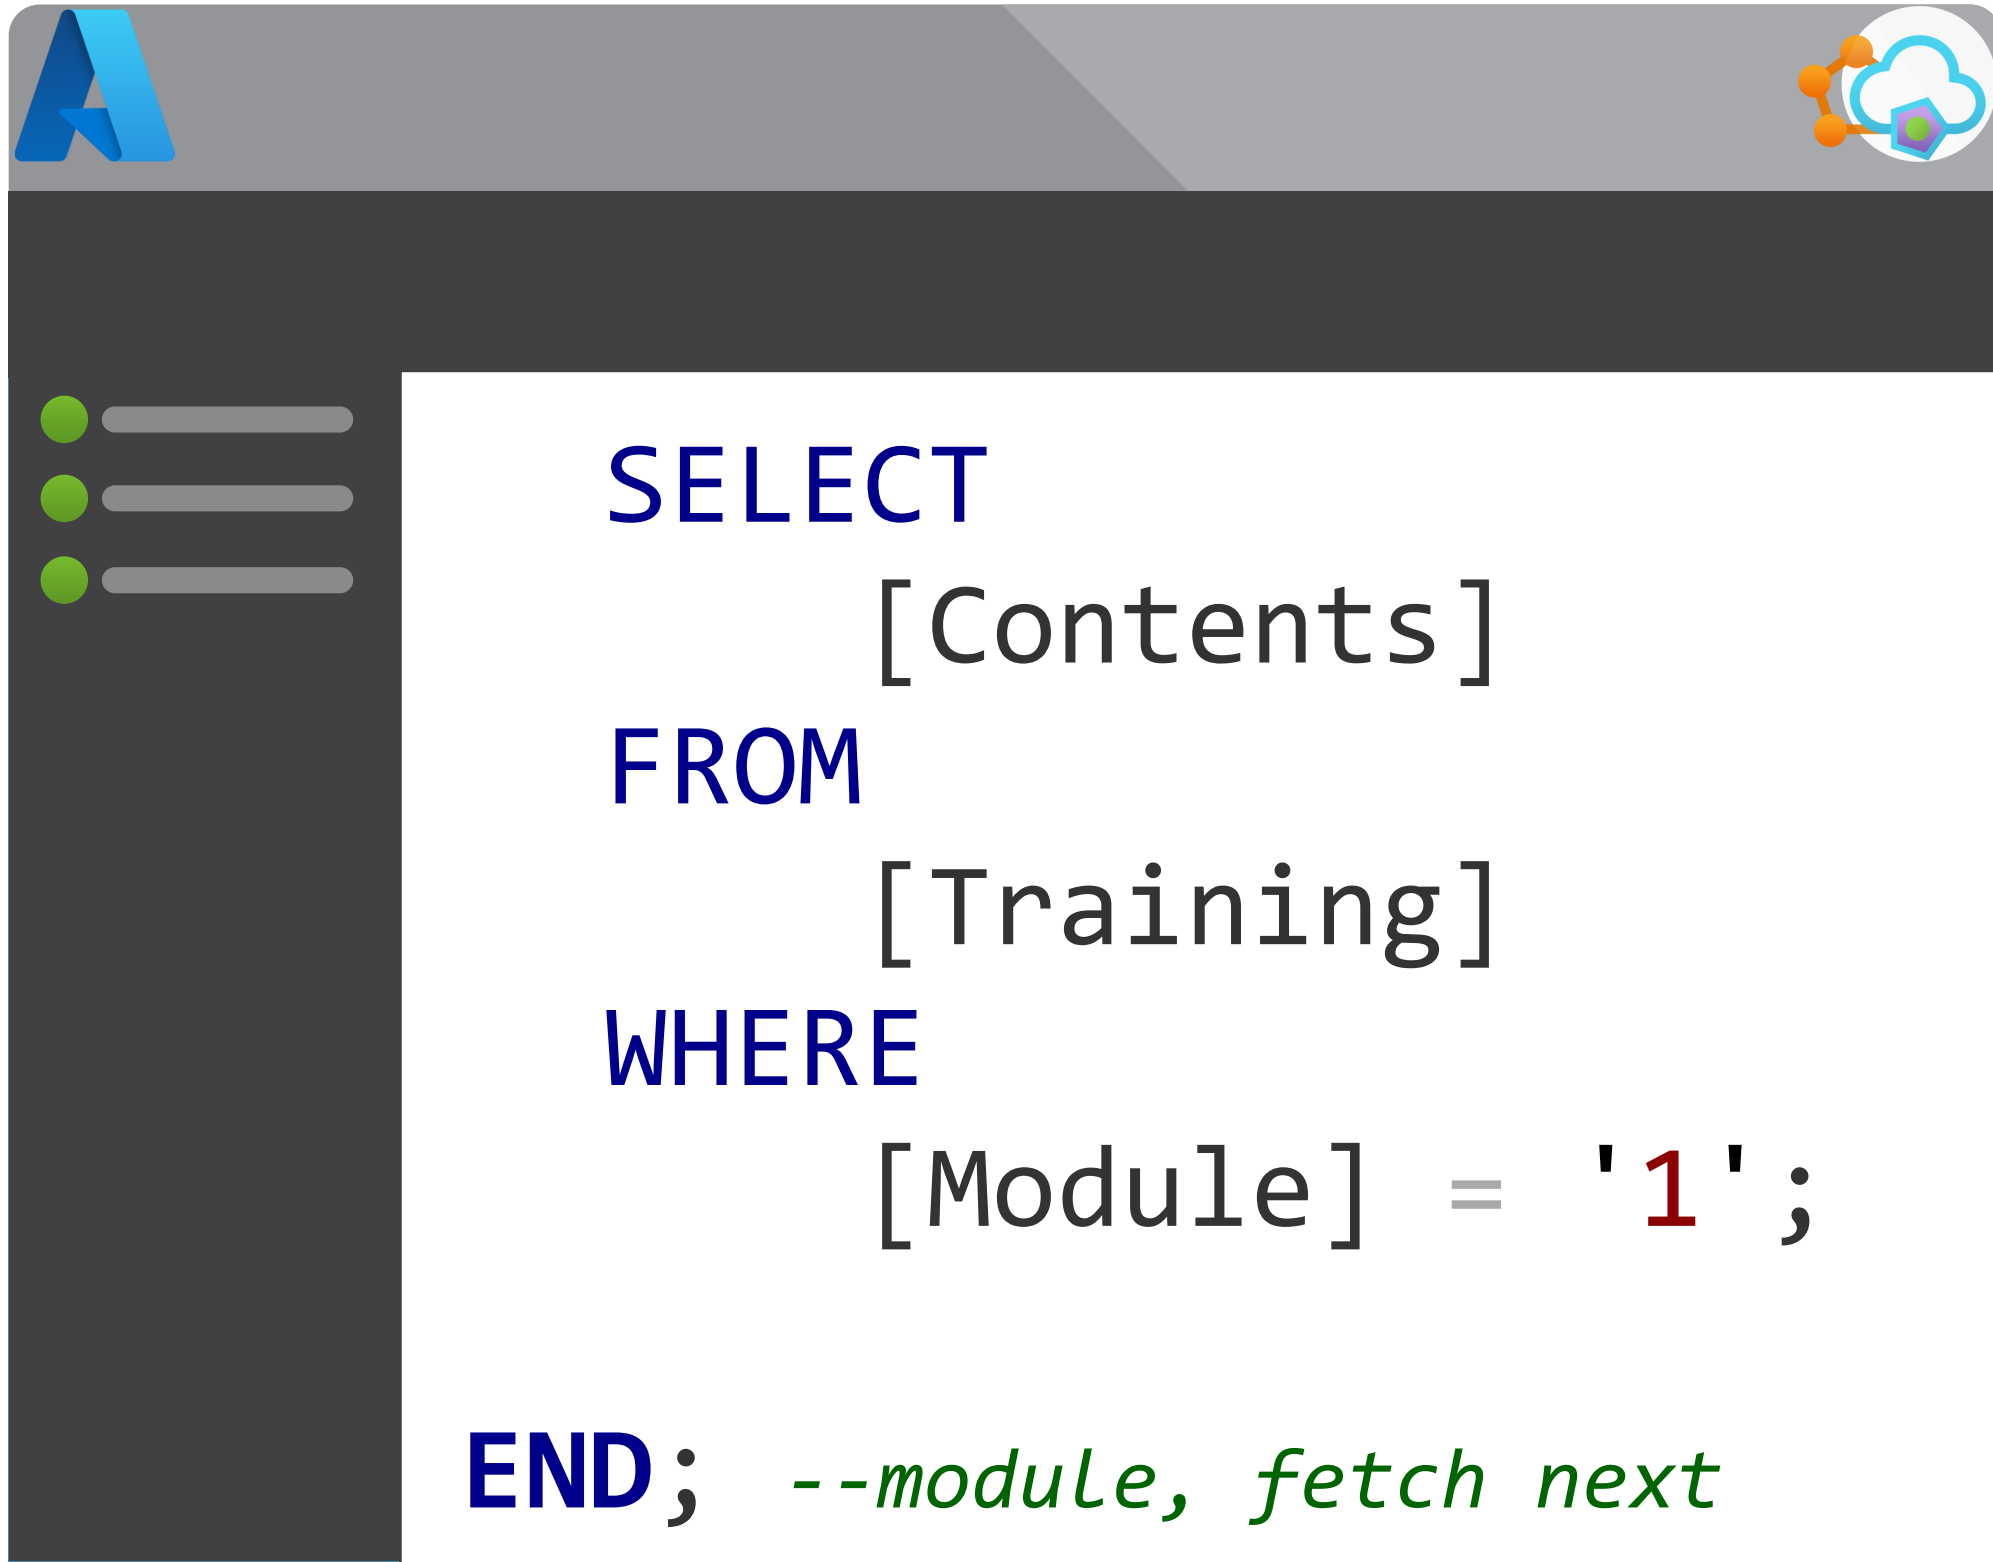 SELECT
[Contents]
FROM
[Training]
WHERE
[Module] = '1';
END; --module, fetch next